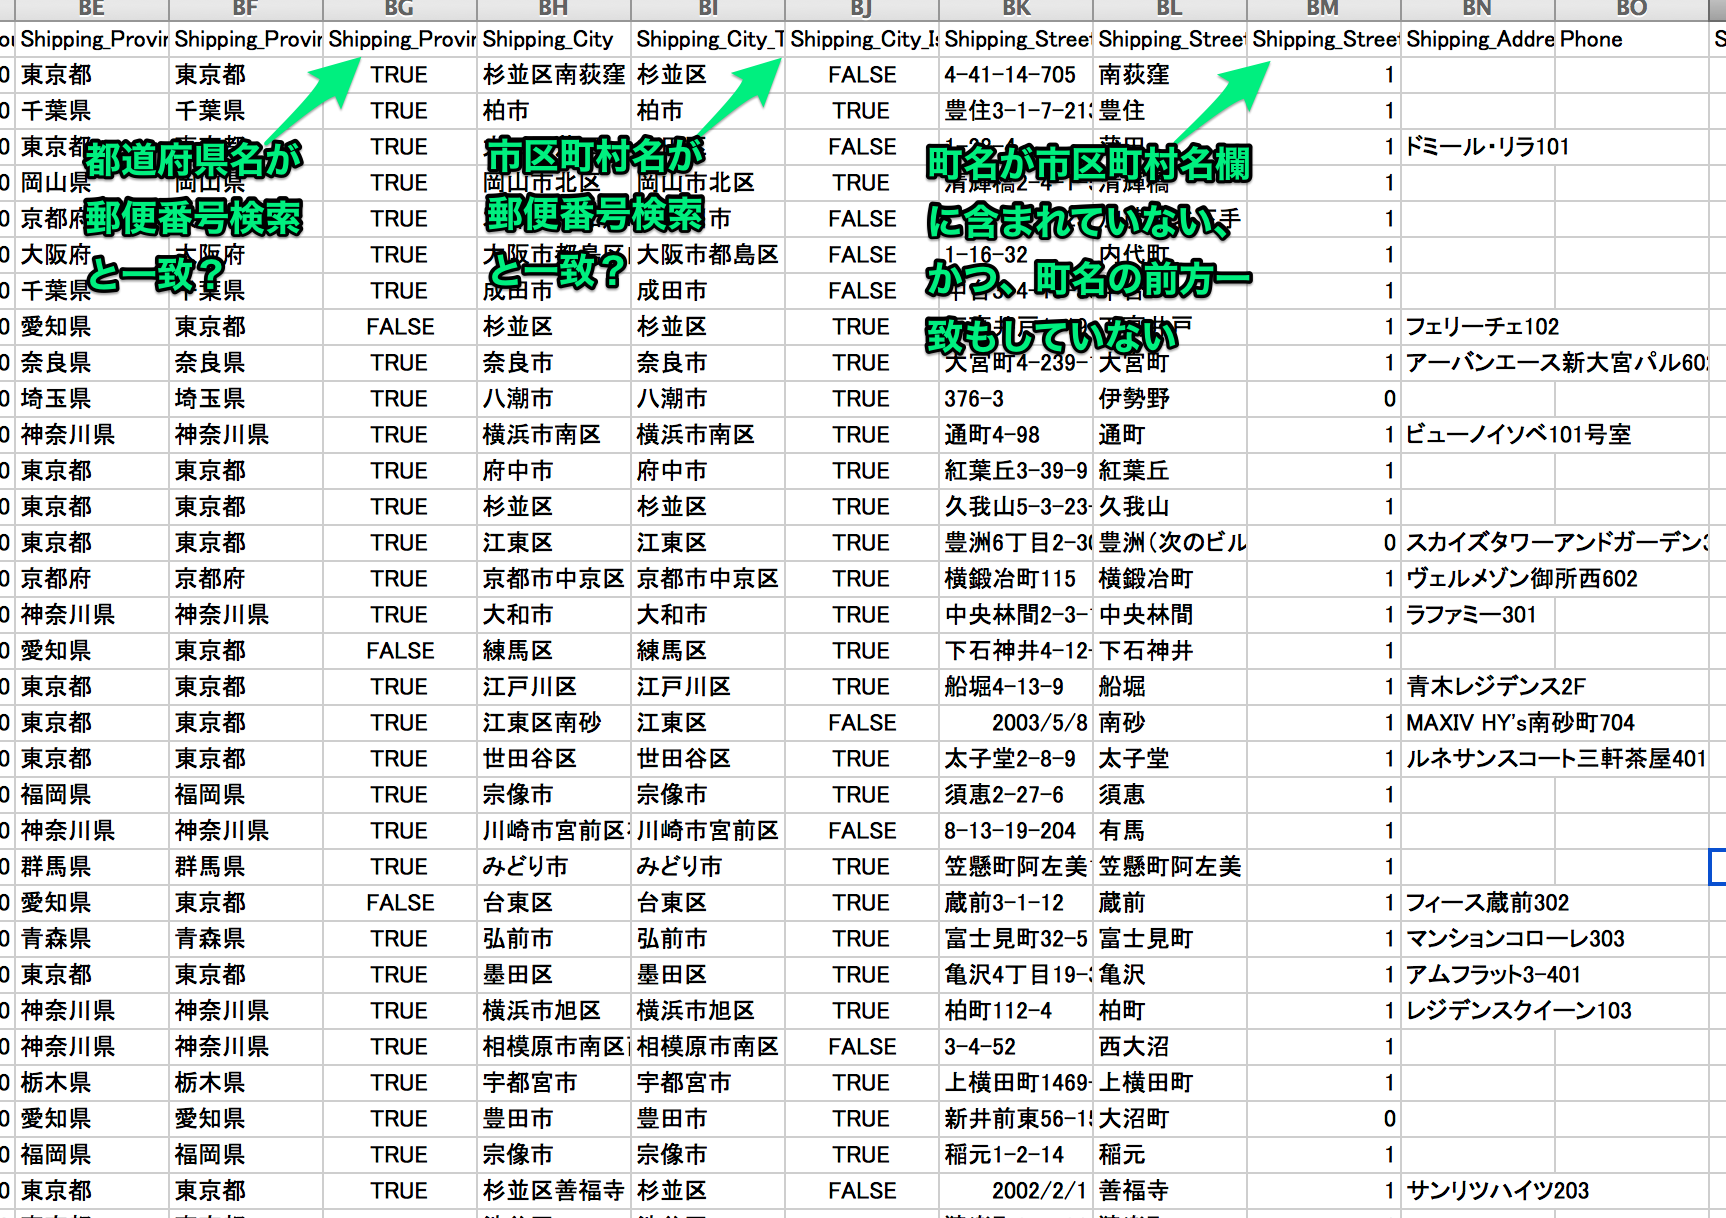 BE BF BG BH BI BJ BK BL BM BN BO
Shipping_Provin Shipping_Provin Shipping_Provin Shipping_City Shipping_City_T Shipping_City_Is Shipping_Street Shipping_Street Shipping_Street Shipping_Addre Phone S
0 東京都 東京都 TRUE 杉並区南荻窪 杉並区 FALSE 4-41-14-705 南荻窪 1
0 千葉県 千葉県 TRUE 柏市 柏市 TRUE 豊住3-1-7-213 豊住 1
0 東京都 TRUE FALSE 1 ドミール・リラ101
0 岡山県 岡山県 TRUE 岡山市北区 岡山市北区 TRUE 清輝橋2-4-1 清輝橋 1
0 京都府 TRUE 市 FALSE 手 1
0 大阪府 大阪府 TRUE 大阪市都島区 大阪市都島区 FALSE 1-16-32 内代町 1
0 千葉県 千葉県 TRUE 成田市 成田市 FALSE 1
0 愛知県 東京都 FALSE 杉並区 杉並区 TRUE 1 フェリーチェ102
0 奈良県 奈良県 TRUE 奈良市 奈良市 TRUE 大宮町4-239- 大宮町 1 アーバンエース新大宮パル602
0 埼玉県 埼玉県 TRUE 八潮市 八潮市 TRUE 376-3 伊勢野 0
0 神奈川県 神奈川県 TRUE 横浜市南区 横浜市南区 TRUE 通町4-98 通町 1 ビューノイソベ101号室
0 東京都 東京都 TRUE 府中市 府中市 TRUE 紅葉丘3-39-9 紅葉丘 1
0 東京都 東京都 TRUE 杉並区 杉並区 TRUE 久我山5-3-23- 久我山 1
0 東京都 東京都 TRUE 江東区 江東区 TRUE 豊洲6丁目2-30 豊洲(次のビル 0 スカイズタワーアンドガーデン3
0 京都府 京都府 TRUE 京都市中京区 京都市中京区 TRUE 横鍛冶町115 横鍛冶町 1 ヴェルメゾン御所西602
0 神奈川県 神奈川県 TRUE 大和市 大和市 TRUE 中央林間2-3-1 中央林間 1 ラファミー301
0 愛知県 東京都 FALSE 練馬区 練馬区 TRUE 下石神井4-12- 下石神井 1
0 東京都 東京都 TRUE 江戸川区 江戸川区 TRUE 船堀4-13-9 船堀 1 青木レジデンス2F
0 東京都 東京都 TRUE 江東区南砂 江東区 FALSE 2003/5/8 南砂 1 MAXIV HY's南砂町704
0 東京都 東京都 TRUE 世田谷区 世田谷区 TRUE 太子堂2-8-9 太子堂 1 ルネサンスコート三軒茶屋401
0 福岡県 福岡県 TRUE 宗像市 宗像市 TRUE 須恵2-27-6 須恵 1
0 神奈川県 神奈川県 TRUE 川崎市宮前区 川崎市宮前区 FALSE 8-13-19-204 有馬 1
0 群馬県 群馬県 TRUE みどり市 みどり市 TRUE 笠懸町阿左美 笠懸町阿左美 1
0 愛知県 東京都 FALSE 台東区 台東区 TRUE 蔵前3-1-12 蔵前 1 フィース蔵前302
0 青森県 青森県 TRUE 弘前市 弘前市 TRUE 富士見町32-5 富士見町 1 マンションコローレ303
0 東京都 東京都 TRUE 墨田区 墨田区 TRUE 亀沢4丁目19-3 亀沢 1 アムフラット3-401
0 神奈川県 神奈川県 TRUE 横浜市旭区 横浜市旭区 TRUE 柏町112-4 柏町 1 レジデンスクイーン103
0 神奈川県 神奈川県 TRUE 相模原市南区 相模原市南区 FALSE 3-4-52 西大沼 1
0 栃木県 栃木県 TRUE 宇都宮市 宇都宮市 TRUE 上横田町1469- 上横田町 1
0 愛知県 愛知県 TRUE 豊田市 豊田市 TRUE 新井前東56-15 大沼町 0
0 福岡県 福岡県 TRUE 宗像市 宗像市 TRUE 稲元1-2-14 稲元 1
0 東京都 東京都 TRUE 杉並区善福寺 杉並区 FALSE 2002/2/1 善福寺 1 サンリツハイツ203
都道府県名が
郵便番号検索
と一致？
市区町村名が
郵便番号検索
と一致？
町名が市区町村名欄
に含まれていない、
かつ、町名の前方一
致もしていない